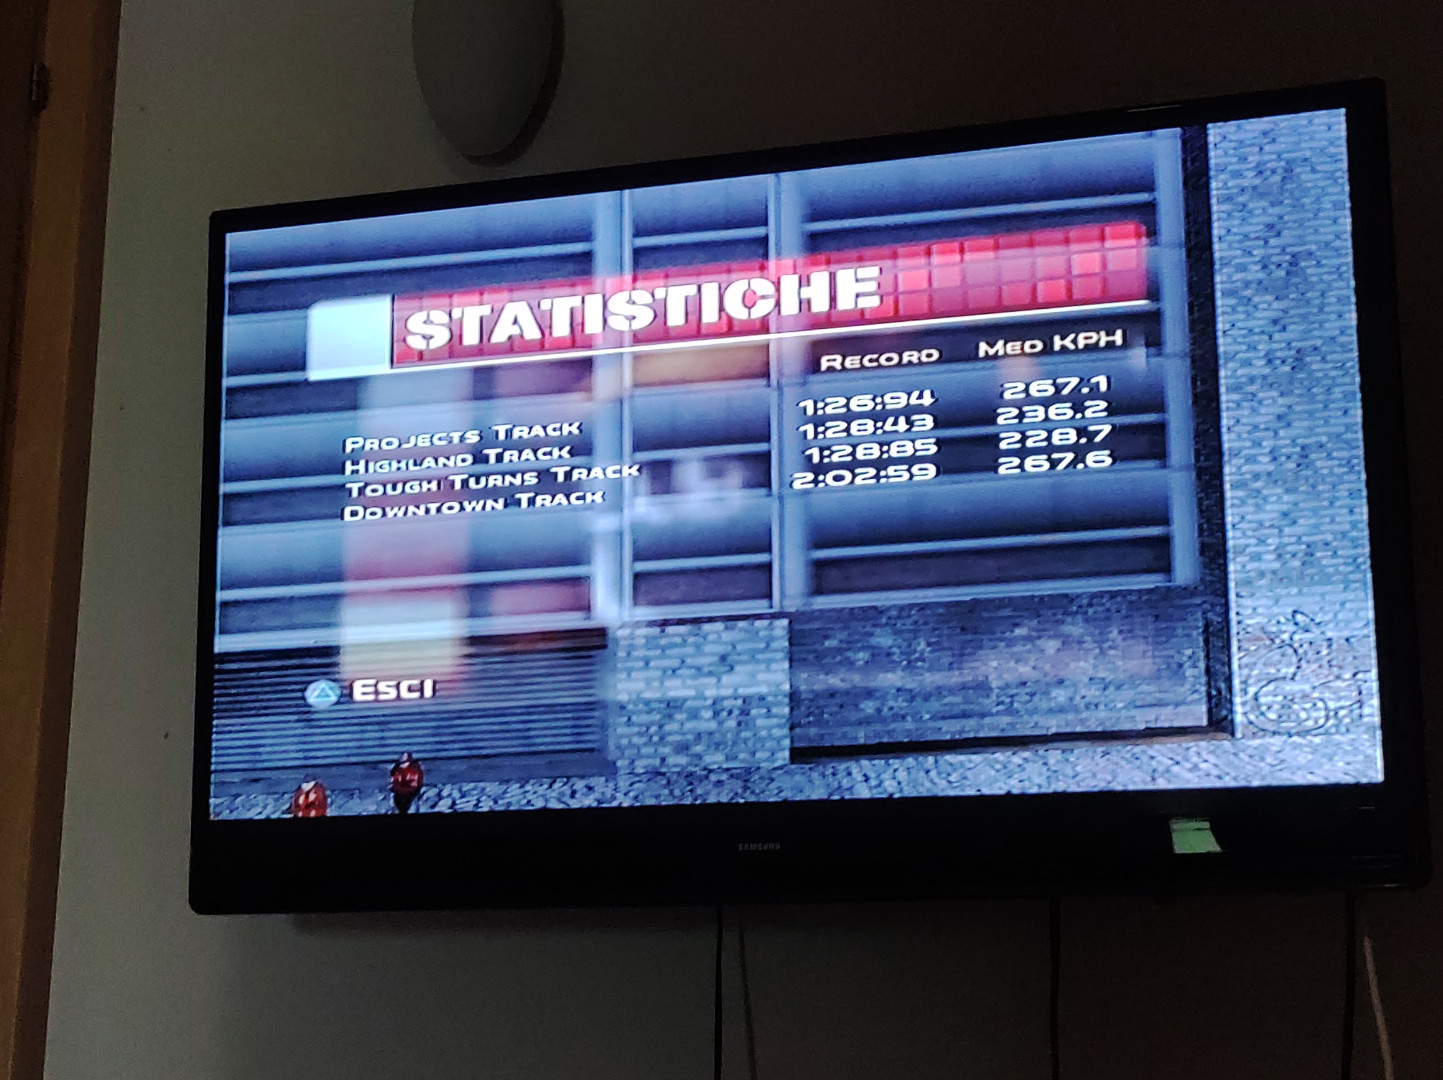 STATISTICHE
RECORD MED KPH
PROJECTS TRACK 1:26:94 267.1
HIGHLAND TRACK 1:28:43 236.2
TOUGH TURNS TRACK 1:28:85 228.7
DOWNTOWN TRACK 2:02:59 267.6
ESCI
SAMSUNG